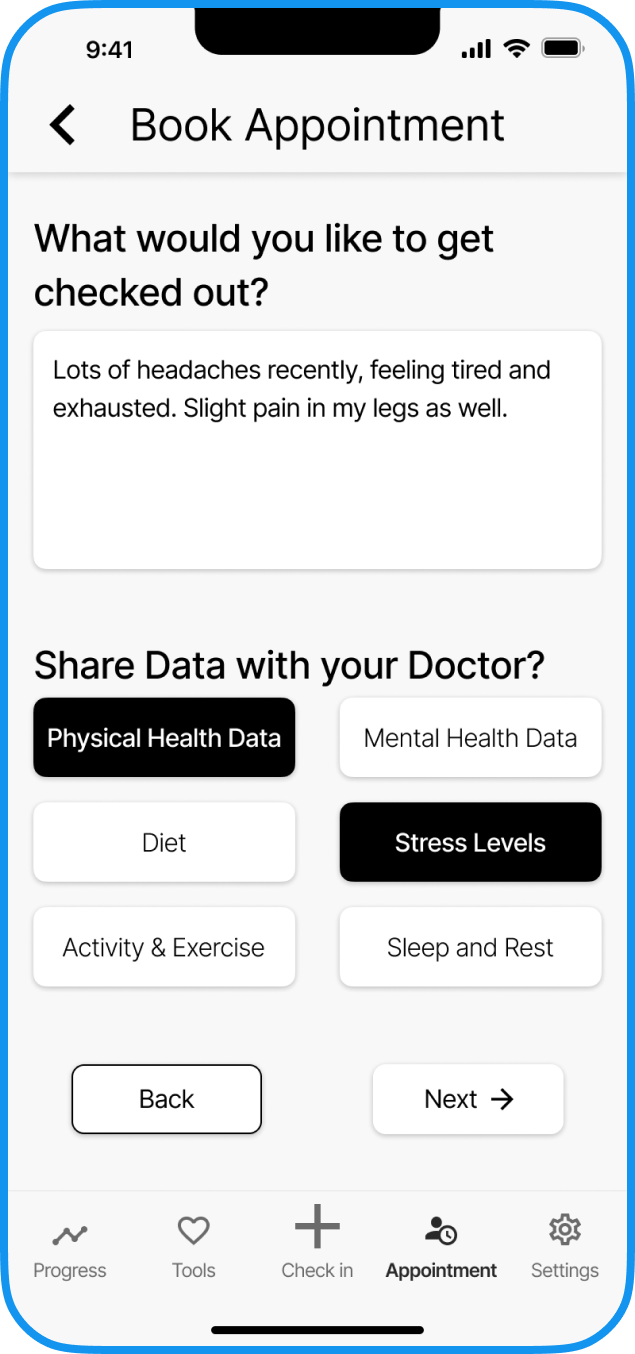 9:41
Book Appointment
What would you like to get
checked out?
Lots of headaches recently, feeling tired and
exhausted. Slight pain in my legs as well.
Share Data with your Doctor?
Physical Health Data
Mental Health Data
Diet
Stress Levels
Activity & Exercise
Sleep and Rest
Back
Next →
Progress
Tools
Check in
Appointment
Settings